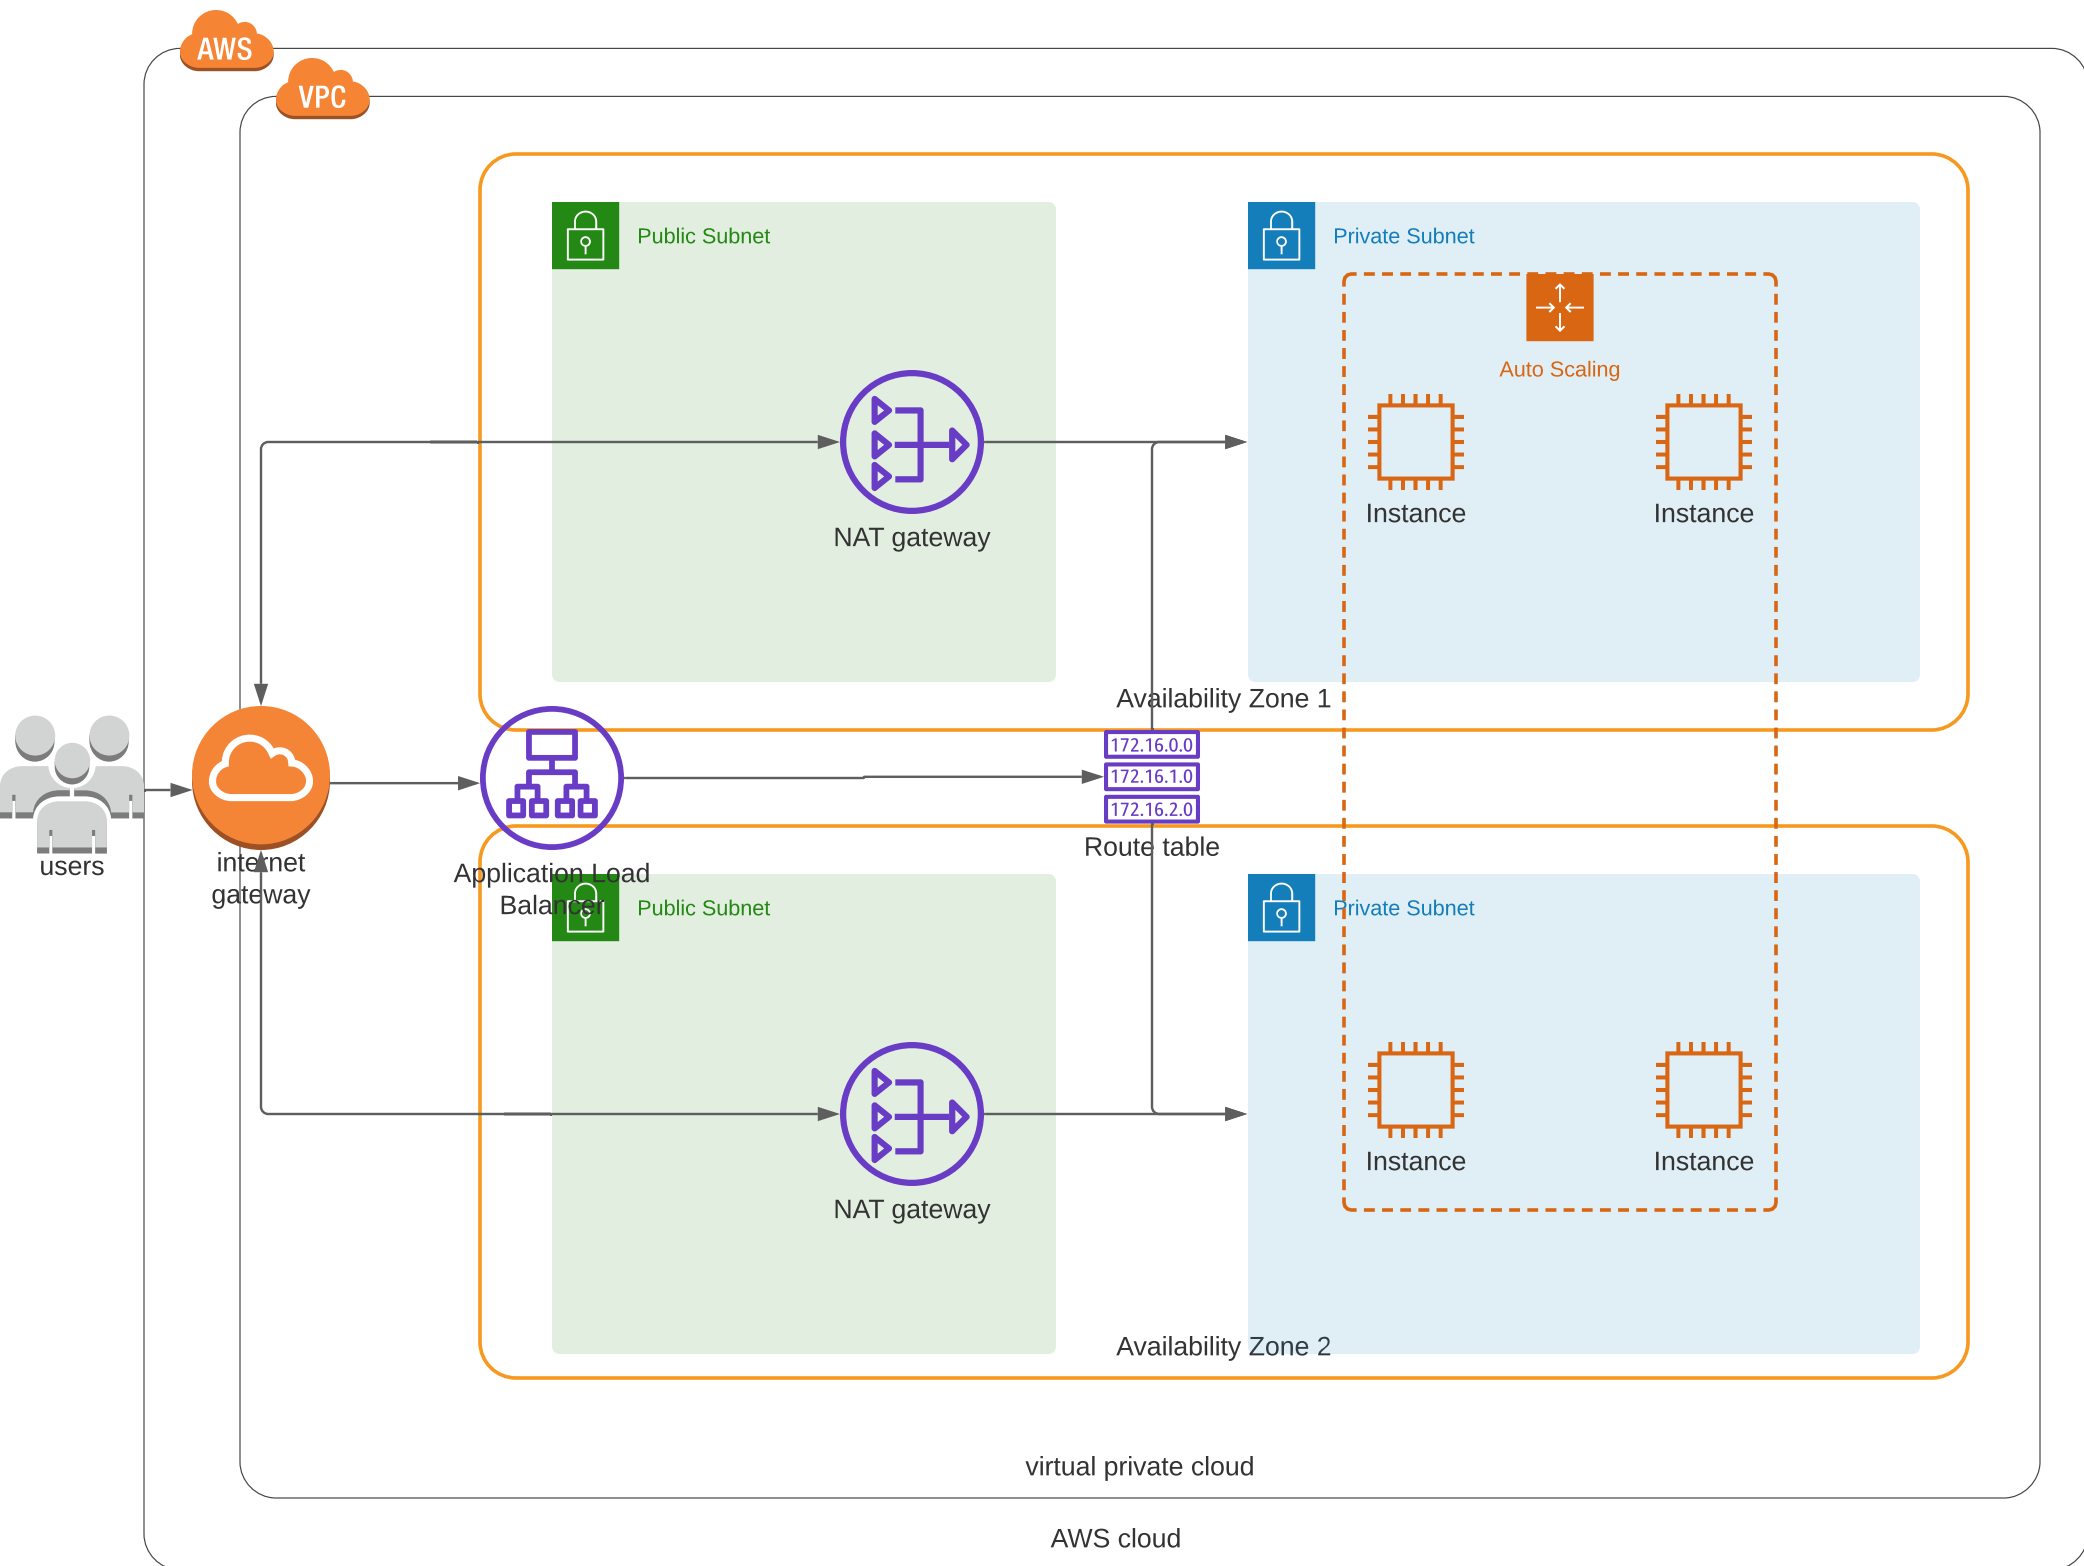 AWS
VPC
Public Subnet
Private Subnet
Auto Scaling
Instance
Instance
NAT gateway
Availability Zone 1
172.16.0.0
172.16.1.0
172.16.2.0
Route table
users
internet
gateway
Application Load
Balancer
Public Subnet
Private Subnet
Instance
Instance
NAT gateway
Availability Zone 2
virtual private cloud
AWS cloud